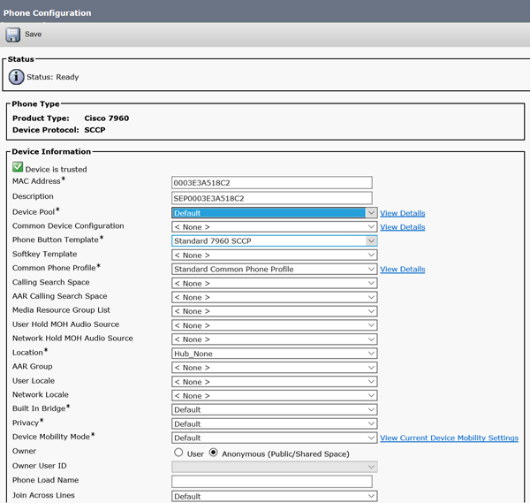 Phone Configuration
Save
Status
Status: Ready
Phone Type
Product Type: Cisco 7960
Device Protocol: SCCP
Device Information
Device is trusted
MAC Address* 0003E3A518C2
Description SEP0003E3A518C2
Device Pool* Default View Details
Common Device Configuration < None > View Details
Phone Button Template* Standard 7960 SCCP
Softkey Template < None >
Common Phone Profile* Standard Common Phone Profile View Details
Calling Search Space < None >
AAR Calling Search Space < None >
Media Resource Group List < None >
User Hold MOH Audio Source < None >
Network Hold MOH Audio Source < None >
Location* Hub_None
AAR Group < None >
User Locale < None >
Network Locale < None >
Built In Bridge* Default
Privacy* Default
Device Mobility Mode* Default View Current Device Mobility Settings
Owner User Anonymous (Public/Shared Space)
Owner User ID
Phone Load Name
Join Across Lines Default